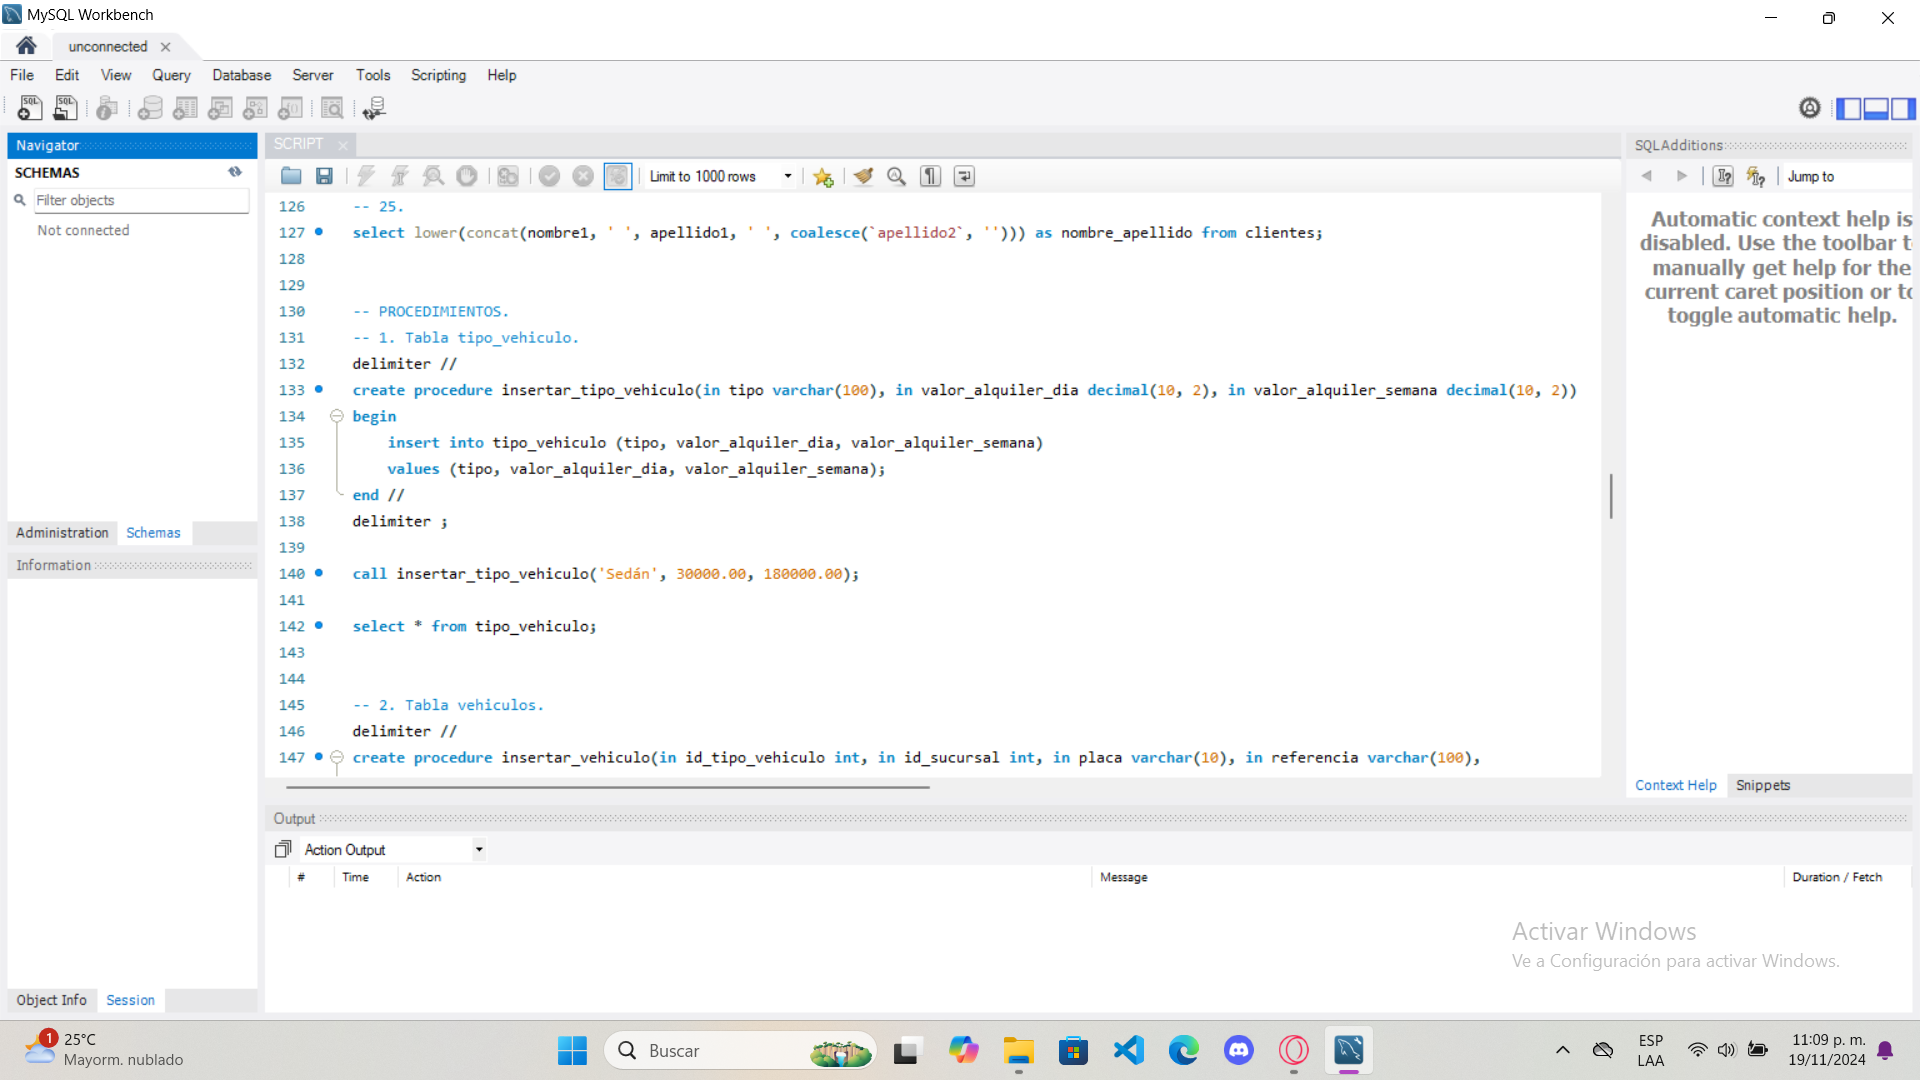 MySQL Workbench
unconnected
File Edit View Query Database Server Tools Scripting Help
SQL SQL
Navigator
SCHEMAS
Filter objects
Not connected
Administration Schemas
Information
Object Info Session
SCRIPT
Limit to 1000 rows
126 -- 25.
127 select lower(concat(nombre1, ' ', apellido1, ' ', coalesce(`apellido2`, ''))) as nombre_apellido from clientes;
128
129
130 -- PROCEDIMIENTOS.
131 -- 1. Tabla tipo_vehiculo.
132 delimiter //
133 create procedure insertar_tipo_vehiculo(in tipo varchar(100), in valor_alquiler_dia decimal(10, 2), in valor_alquiler_semana decimal(10, 2))
134 begin
135 insert into tipo_vehiculo (tipo, valor_alquiler_dia, valor_alquiler_semana)
136 values (tipo, valor_alquiler_dia, valor_alquiler_semana);
137 end //
138 delimiter ;
139
140 call insertar_tipo_vehiculo('Sedán', 30000.00, 180000.00);
141
142 select * from tipo_vehiculo;
143
144
145 -- 2. Tabla vehiculos.
146 delimiter //
147 create procedure insertar_vehiculo(in id_tipo_vehiculo int, in id_sucursal int, in placa varchar(10), in referencia varchar(100),
SQLAdditions
Jump to
Automatic context help is
disabled. Use the toolbar t
manually get help for the
current caret position or to
toggle automatic help.
Context Help Snippets
Output
Action Output
# Time Action Message Duration / Fetch
Activar Windows
Ve a Configuración para activar Windows.
1
25°C
Mayorm. nublado
Buscar
ESP
LAA
11:09 p. m.
19/11/2024